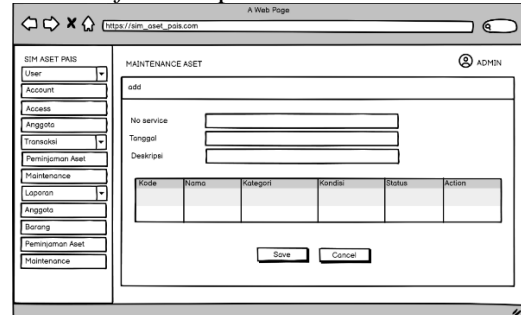 A Web Page
https://sim_aset_pais.com
SIM ASET PAIS
User
Account
Access
Anggota
Transaksi
Peminjaman Aset
Maintenance
Laporan
Anggota
Barang
Peminjaman Aset
Maintenance
MAINTENANCE ASET
ADMIN
add
No service
Tanggal
Deskripsi
Kode Nama Kategori Kondisi Status Action
Save Cancel